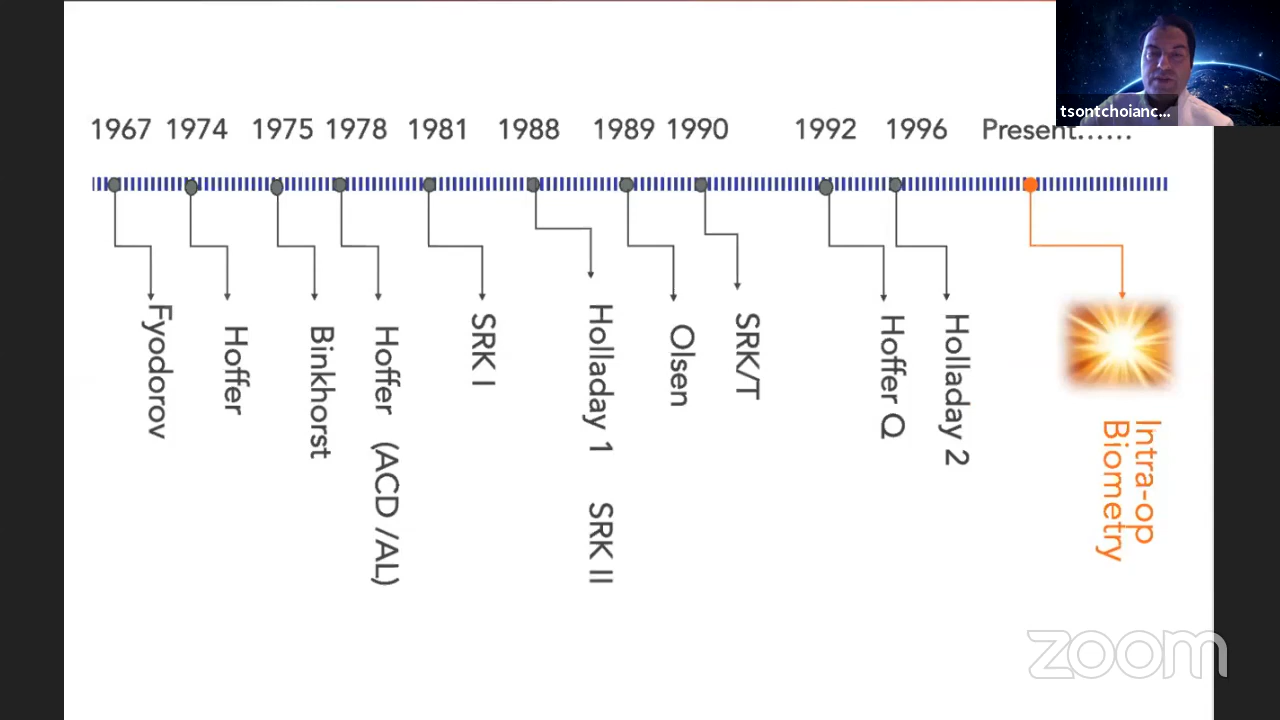 1967 1974 1975 1978 1981 1988 1989 1990 1992 1996 Present......
tsontchoianc...
Fyodorov
Hoffer
Binkhorst
Hoffer (ACD /AL)
SRK I
Holladay 1 SRK II
Olsen
SRK/T
Hoffer Q
Holladay 2
Intra-op
Biometry
zoom